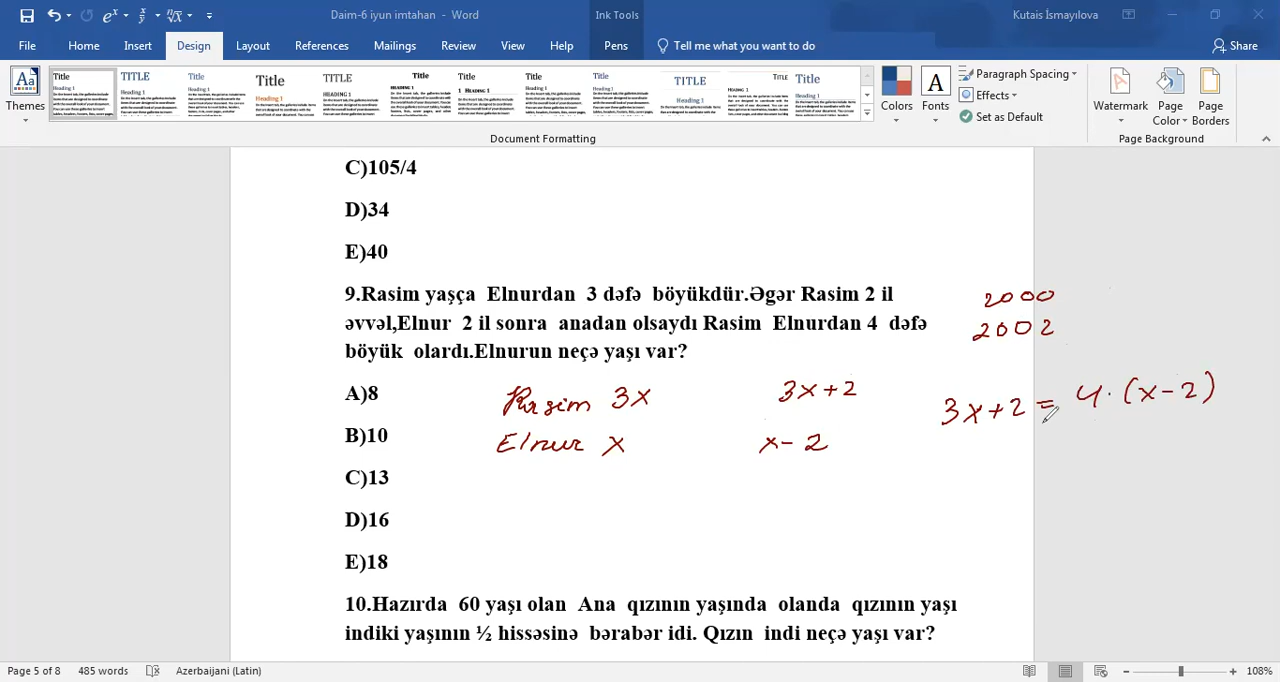 Daim-6 iyun imtahan - Word
Ink Tools
Kutais İsmayılova
File Home Insert Design Layout References Mailings Review View Help Pens Tell me what you want to do Share
Themes
Colors
Fonts
Paragraph Spacing
Effects
Set as Default
Watermark
Page Color
Page Borders
Document Formatting
Page Background
C)105/4
D)34
E)40
9.Rasim yaşça Elnurdan 3 dəfə böyükdür.Əgər Rasim 2 il
əvvəl,Elnur 2 il sonra anadan olsaydı Rasim Elnurdan 4 dəfə
böyük olardı.Elnurun neçə yaşı var?
2000
2002
A)8
Rasim 3x 3x+2
3x+2= 4·(x-2)
B)10
Elnur x x-2
C)13
D)16
E)18
10.Hazırda 60 yaşı olan Ana qızının yaşında olanda qızının yaşı
indiki yaşının ½ hissəsinə bərabər idi. Qızın indi neçə yaşı var?
Page 5 of 8 485 words Azerbaijani (Latin) 108%